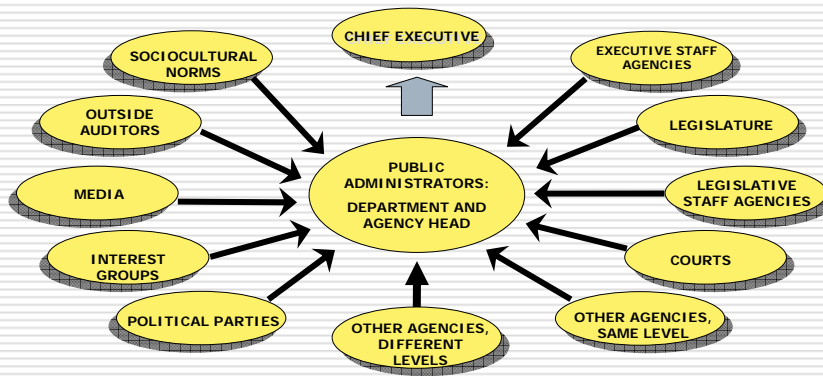 CHIEF EXECUTIVE
SOCIOCULTURAL
NORMS
EXECUTIVE STAFF
AGENCIES
OUTSIDE
AUDITORS
LEGISLATURE
PUBLIC
ADMINISTRATORS:
DEPARTMENT AND
AGENCY HEAD
MEDIA
LEGISLATIVE
STAFF AGENCIES
INTEREST
GROUPS
COURTS
POLITICAL PARTIES
OTHER AGENCIES,
DIFFERENT
LEVELS
OTHER AGENCIES,
SAME LEVEL